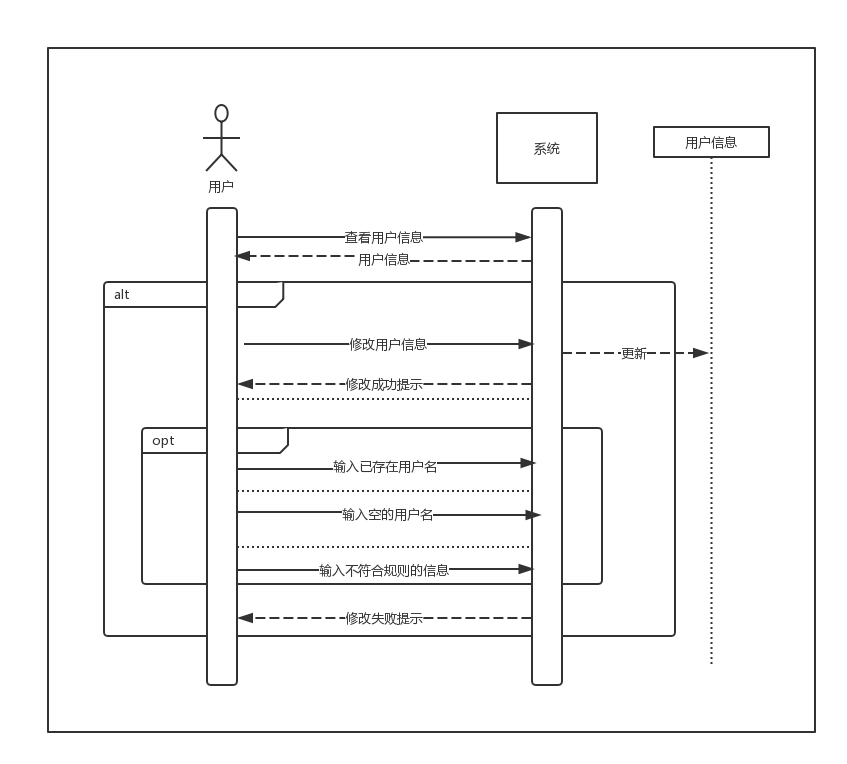 用户
系统
用户信息
查看用户信息
用户信息
alt
修改用户信息
更新
修改成功提示
opt
输入已存在用户名
输入空的用户名
输入不符合规则的信息
修改失败提示